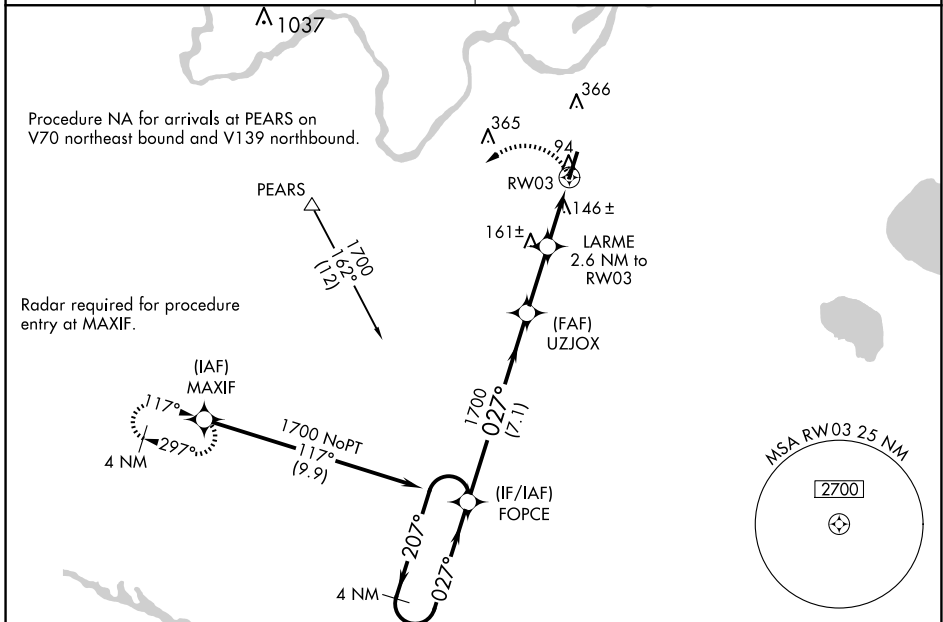 1037
366
Procedure NA for arrivals at PEARS on
V70 northeast bound and V139 northbound.
365
94
RW03
PEARS
146±
161±
LARME
2.6 NM to
RW03
1700
162°
(12)
Radar required for procedure
entry at MAXIF.
(FAF)
UZJOX
(IAF)
MAXIF
1700
027°
(7.1)
117°
297°
4 NM
1700 NoPT
117°
(9.9)
MSA RW03 25 NM
2700
(IF/IAF)
FOPCE
207°
027°
4 NM